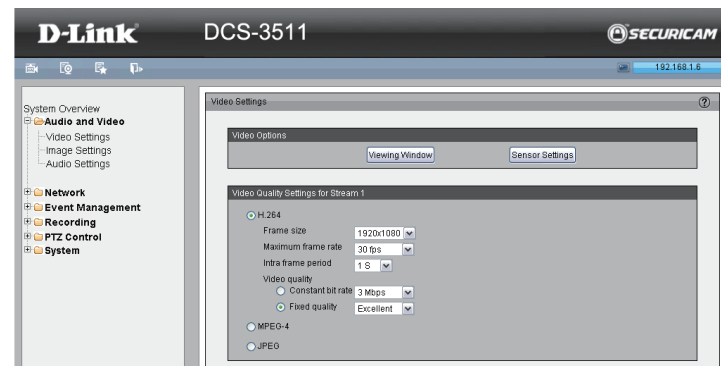 D-Link
DCS-3511
SECURICAM
192.168.1.6
System Overview
Audio and Video
Video Settings
Image Settings
Audio Settings
Network
Event Management
Recording
PTZ Control
System
Video Settings
?
Video Options
Viewing Window Sensor Settings
Video Quality Settings for Stream 1
H.264
Frame size 1920x1080
Maximum frame rate 30 fps
Intra frame period 1 S
Video quality
Constant bit rate 3 Mbps
Fixed quality Excellent
MPEG-4
JPEG